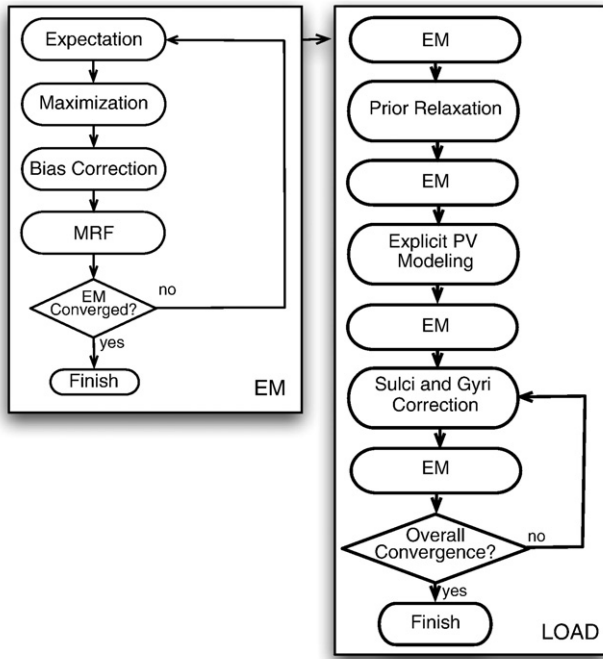 Expectation
Maximization
Bias Correction
MRF
EM
Converged?
no
yes
Finish
EM
EM
Prior Relaxation
EM
Explicit PV
Modeling
EM
Sulci and Gyri
Correction
EM
Overall
Convergence?
no
yes
Finish
LOAD